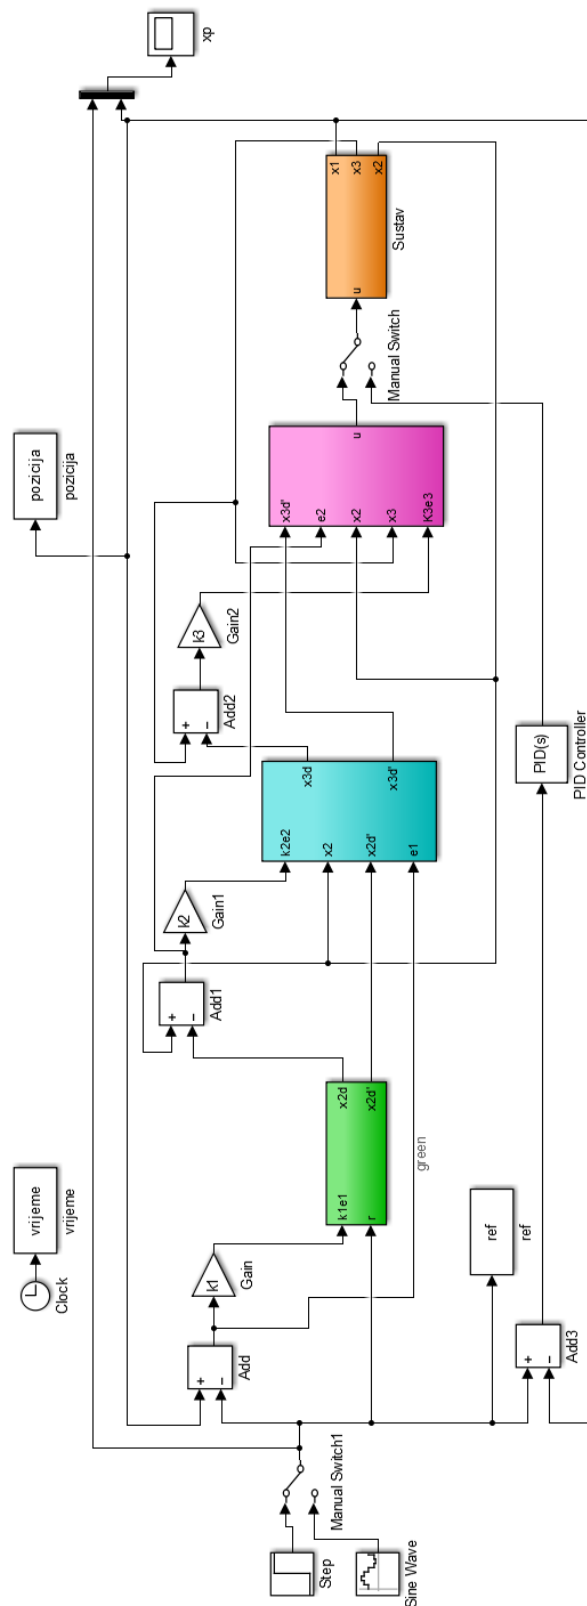 Step
Sine Wave
Manual Switch1
Clock
vrijeme
vrijeme
+
−
Add
k1
Gain
k1e1
r
x2d
x2d'
green
ref
ref
+
−
Add3
+
−
Add1
k2
Gain1
k2e2
x2
x2d'
e1
x3d
x3d'
+
−
Add2
k3
Gain2
PID(s)
PID Controller
pozicija
pozicija
x3d'
e2
x2
x3
K3e3
u
Manual Switch
u
x1
x3
x2
Sustav
xp